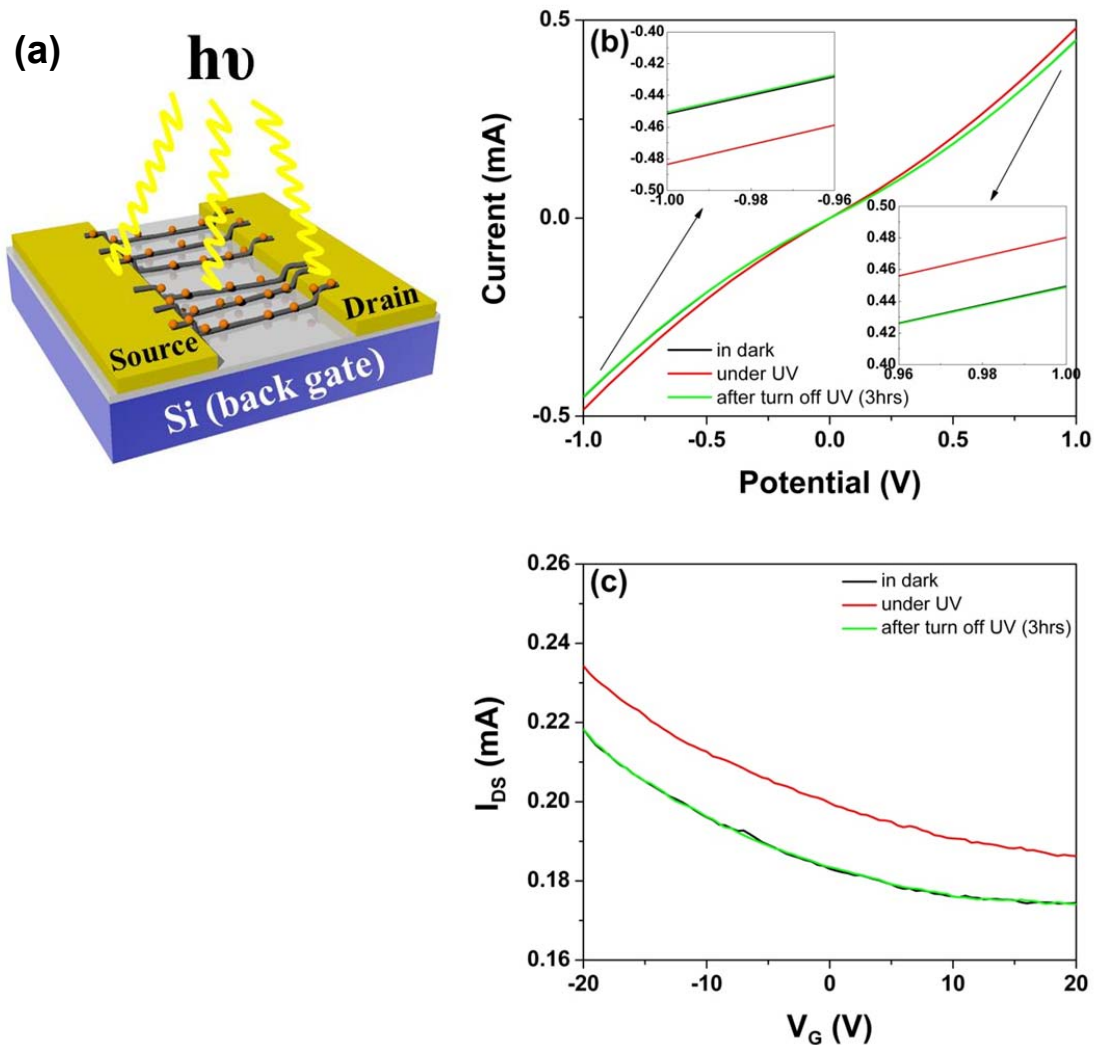 (a)
hυ
Source
Drain
Si (back gate)
(b)
Current (mA)
0.5
0.0
-0.5
-0.40
-0.42
-0.44
-0.46
-0.48
-0.50
-1.00
-0.98
-0.96
0.50
0.48
0.46
0.44
0.42
0.40
0.96
0.98
1.00
in dark
under UV
after turn off UV (3hrs)
-1.0
-0.5
0.0
0.5
1.0
Potential (V)
(c)
in dark
under UV
after turn off UV (3hrs)
I_DS (mA)
0.26
0.24
0.22
0.20
0.18
0.16
-20
-10
0
10
20
V_G (V)